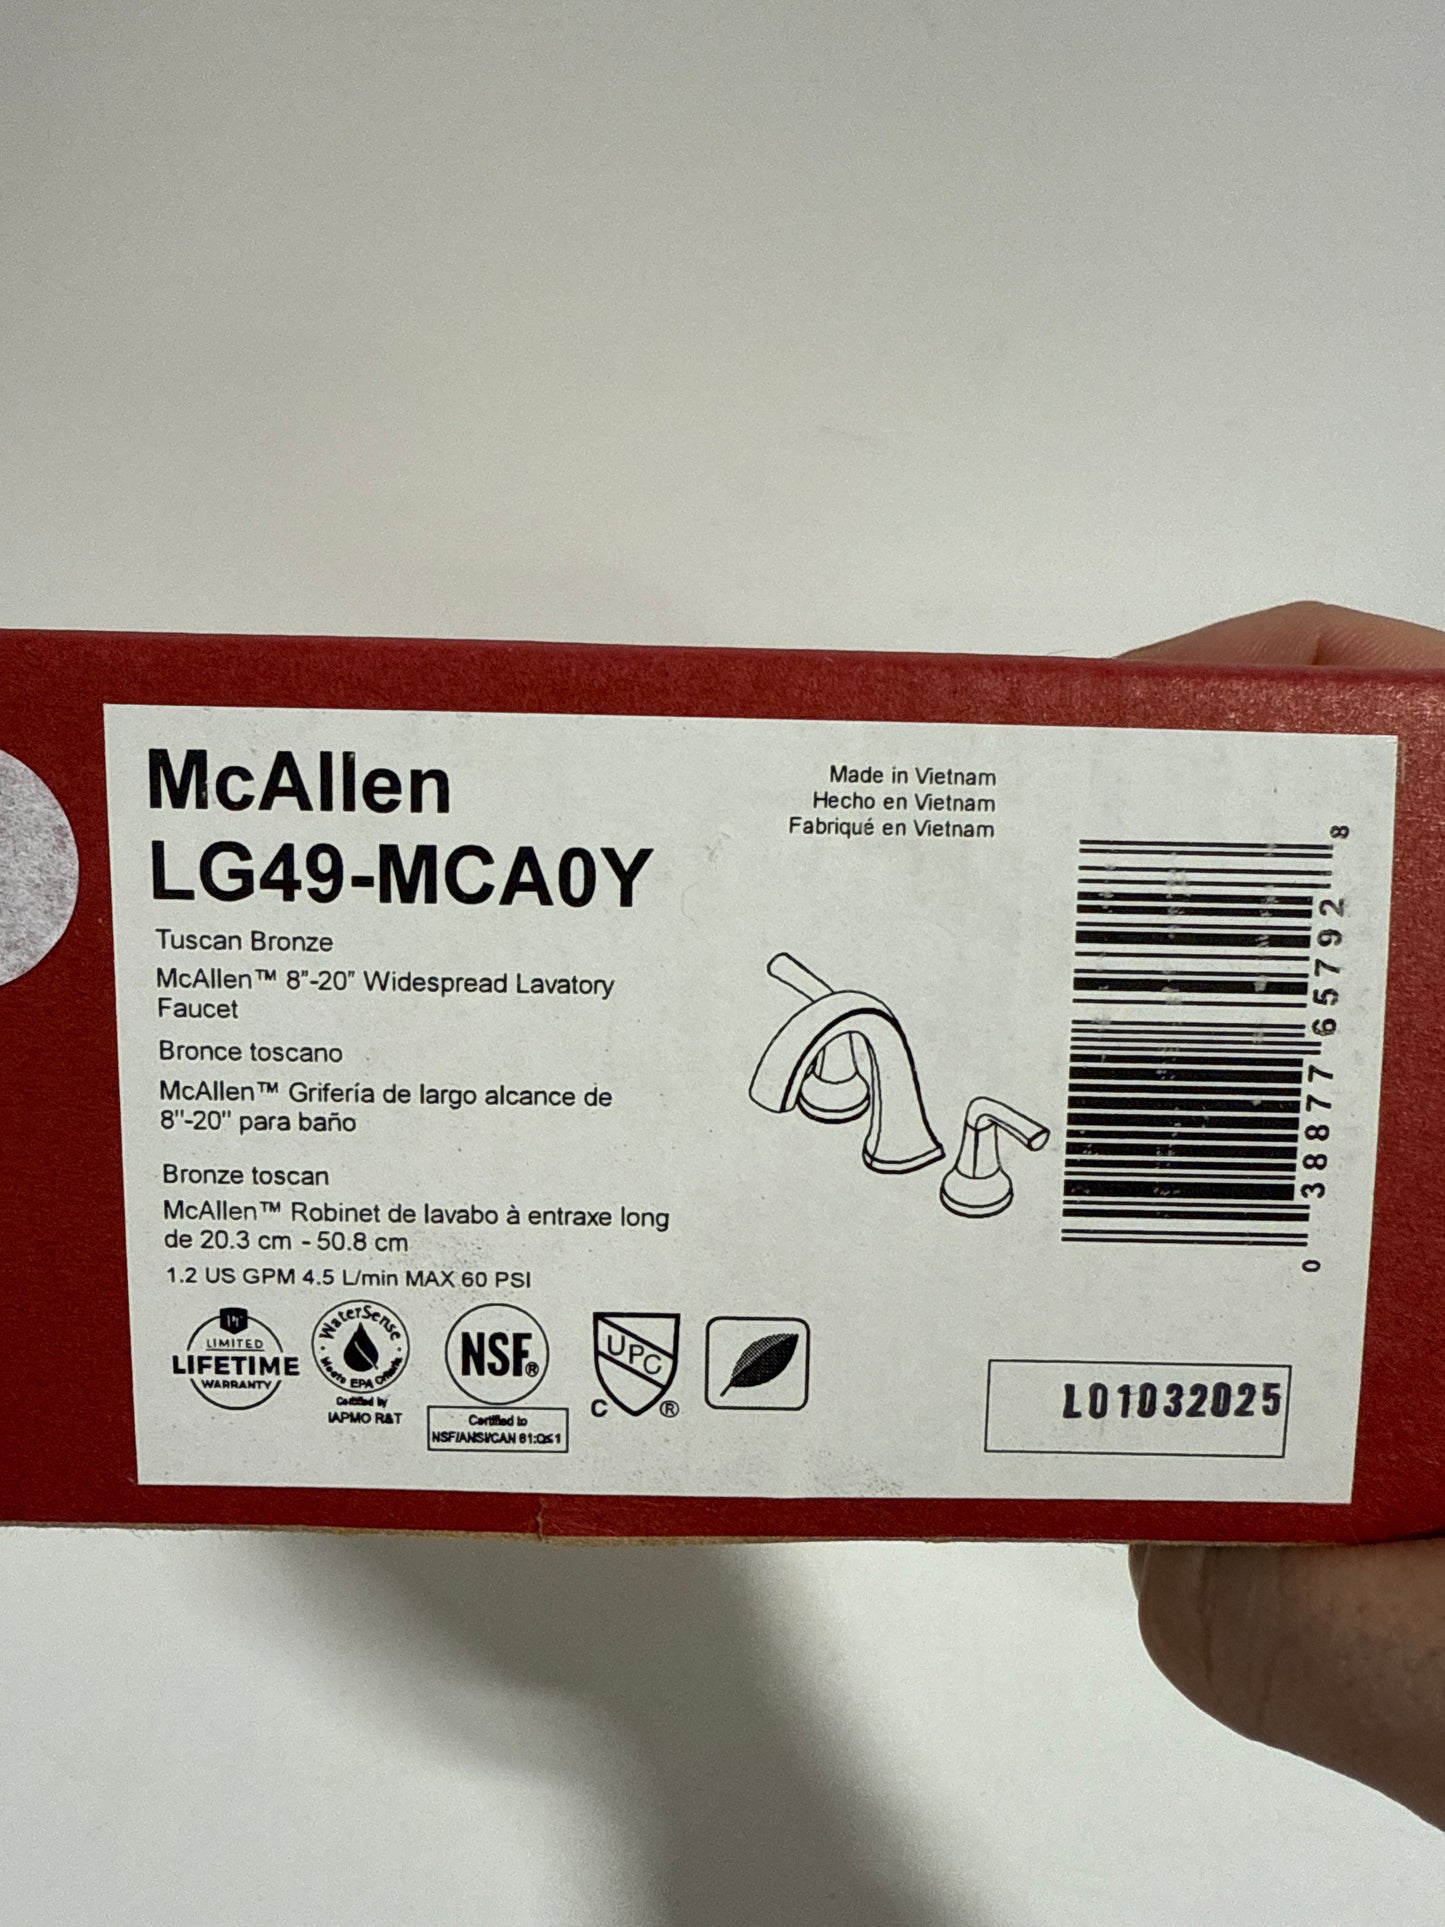 McAllen
LG49-MCA0Y
Tuscan Bronze
McAllen™ 8"-20" Widespread Lavatory
Faucet
Bronce toscano
McAllen™ Grifería de largo alcance de
8"-20" para baño
Bronze toscan
McAllen™ Robinet de lavabo à entraxe long
de 20.3 cm - 50.8 cm
1.2 US GPM 4.5 L/min MAX 60 PSI
Made in Vietnam
Hecho en Vietnam
Fabriqué en Vietnam
0 38877 65792 8
PF
LIMITED
LIFETIME
WARRANTY
WaterSense
Meets EPA Criteria
Certified by
IAPMO R&T
NSF®
Certified to
NSF/ANSI/CAN 61:Q≤1
UPC
C ®
L01032025